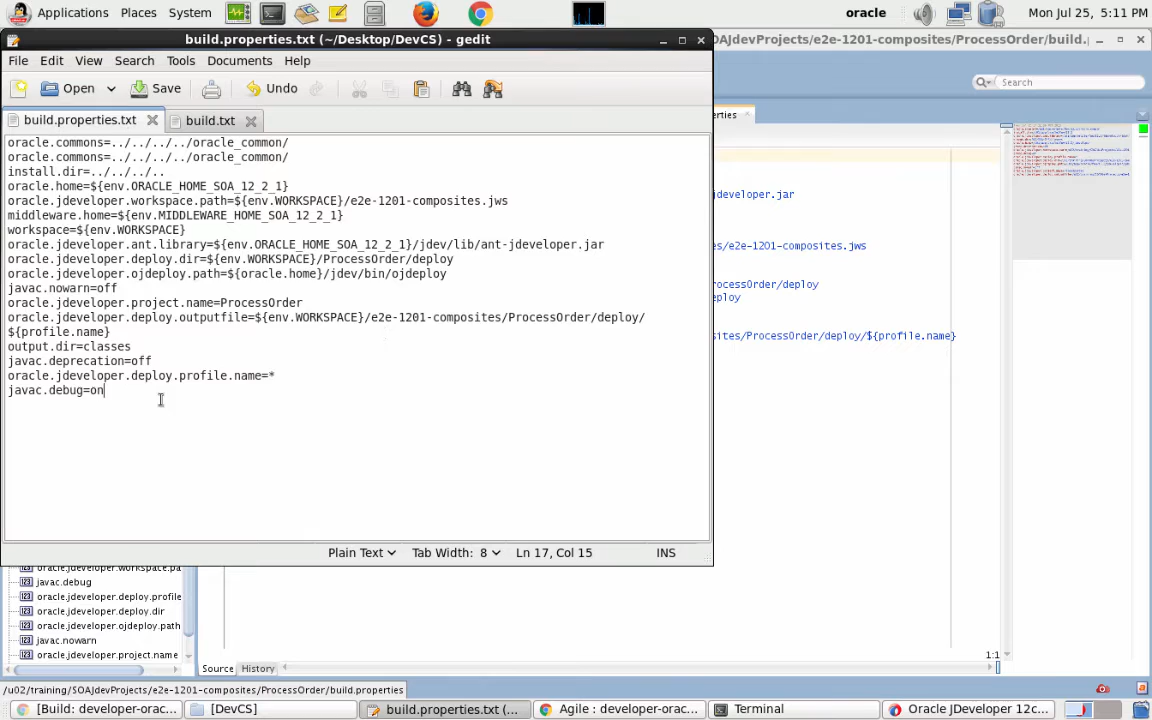 Applications Places System oracle Mon Jul 25, 5:11 PM
build.properties.txt (~/Desktop/DevCS) - gedit
OAJdevProjects/e2e-1201-composites/ProcessOrder/build.
File Edit View Search Tools Documents Help
Open Save Undo
Search
build.properties.txt build.txt
erties
oracle.commons=../../../../oracle_common/
oracle.commons=../../../../oracle_common/
install.dir=../../../..
oracle.home=${env.ORACLE_HOME_SOA_12_2_1}
oracle.jdeveloper.workspace.path=${env.WORKSPACE}/e2e-1201-composites.jws
middleware.home=${env.MIDDLEWARE_HOME_SOA_12_2_1}
workspace=${env.WORKSPACE}
oracle.jdeveloper.ant.library=${env.ORACLE_HOME_SOA_12_2_1}/jdev/lib/ant-jdeveloper.jar
oracle.jdeveloper.deploy.dir=${env.WORKSPACE}/ProcessOrder/deploy
oracle.jdeveloper.ojdeploy.path=${oracle.home}/jdev/bin/ojdeploy
javac.nowarn=off
oracle.jdeveloper.project.name=ProcessOrder
oracle.jdeveloper.deploy.outputfile=${env.WORKSPACE}/e2e-1201-composites/ProcessOrder/deploy/
${profile.name}
output.dir=classes
javac.deprecation=off
oracle.jdeveloper.deploy.profile.name=*
javac.debug=on
jdeveloper.jar
s/e2e-1201-composites.jws
/ProcessOrder/deploy
deploy
sites/ProcessOrder/deploy/${profile.name}
Plain Text Tab Width: 8 Ln 17, Col 15 INS
oracle.jdeveloper.workspace.pa
javac.debug
oracle.jdeveloper.deploy.profile
oracle.jdeveloper.deploy.dir
oracle.jdeveloper.ojdeploy.path
javac.nowarn
oracle.jdeveloper.project.name
1:1
Source History
/u02/training/SOAJdevProjects/e2e-1201-composites/ProcessOrder/build.properties
[Build: developer-orac... [DevCS] build.properties.txt (... Agile : developer-orac... Terminal Oracle JDeveloper 12c...